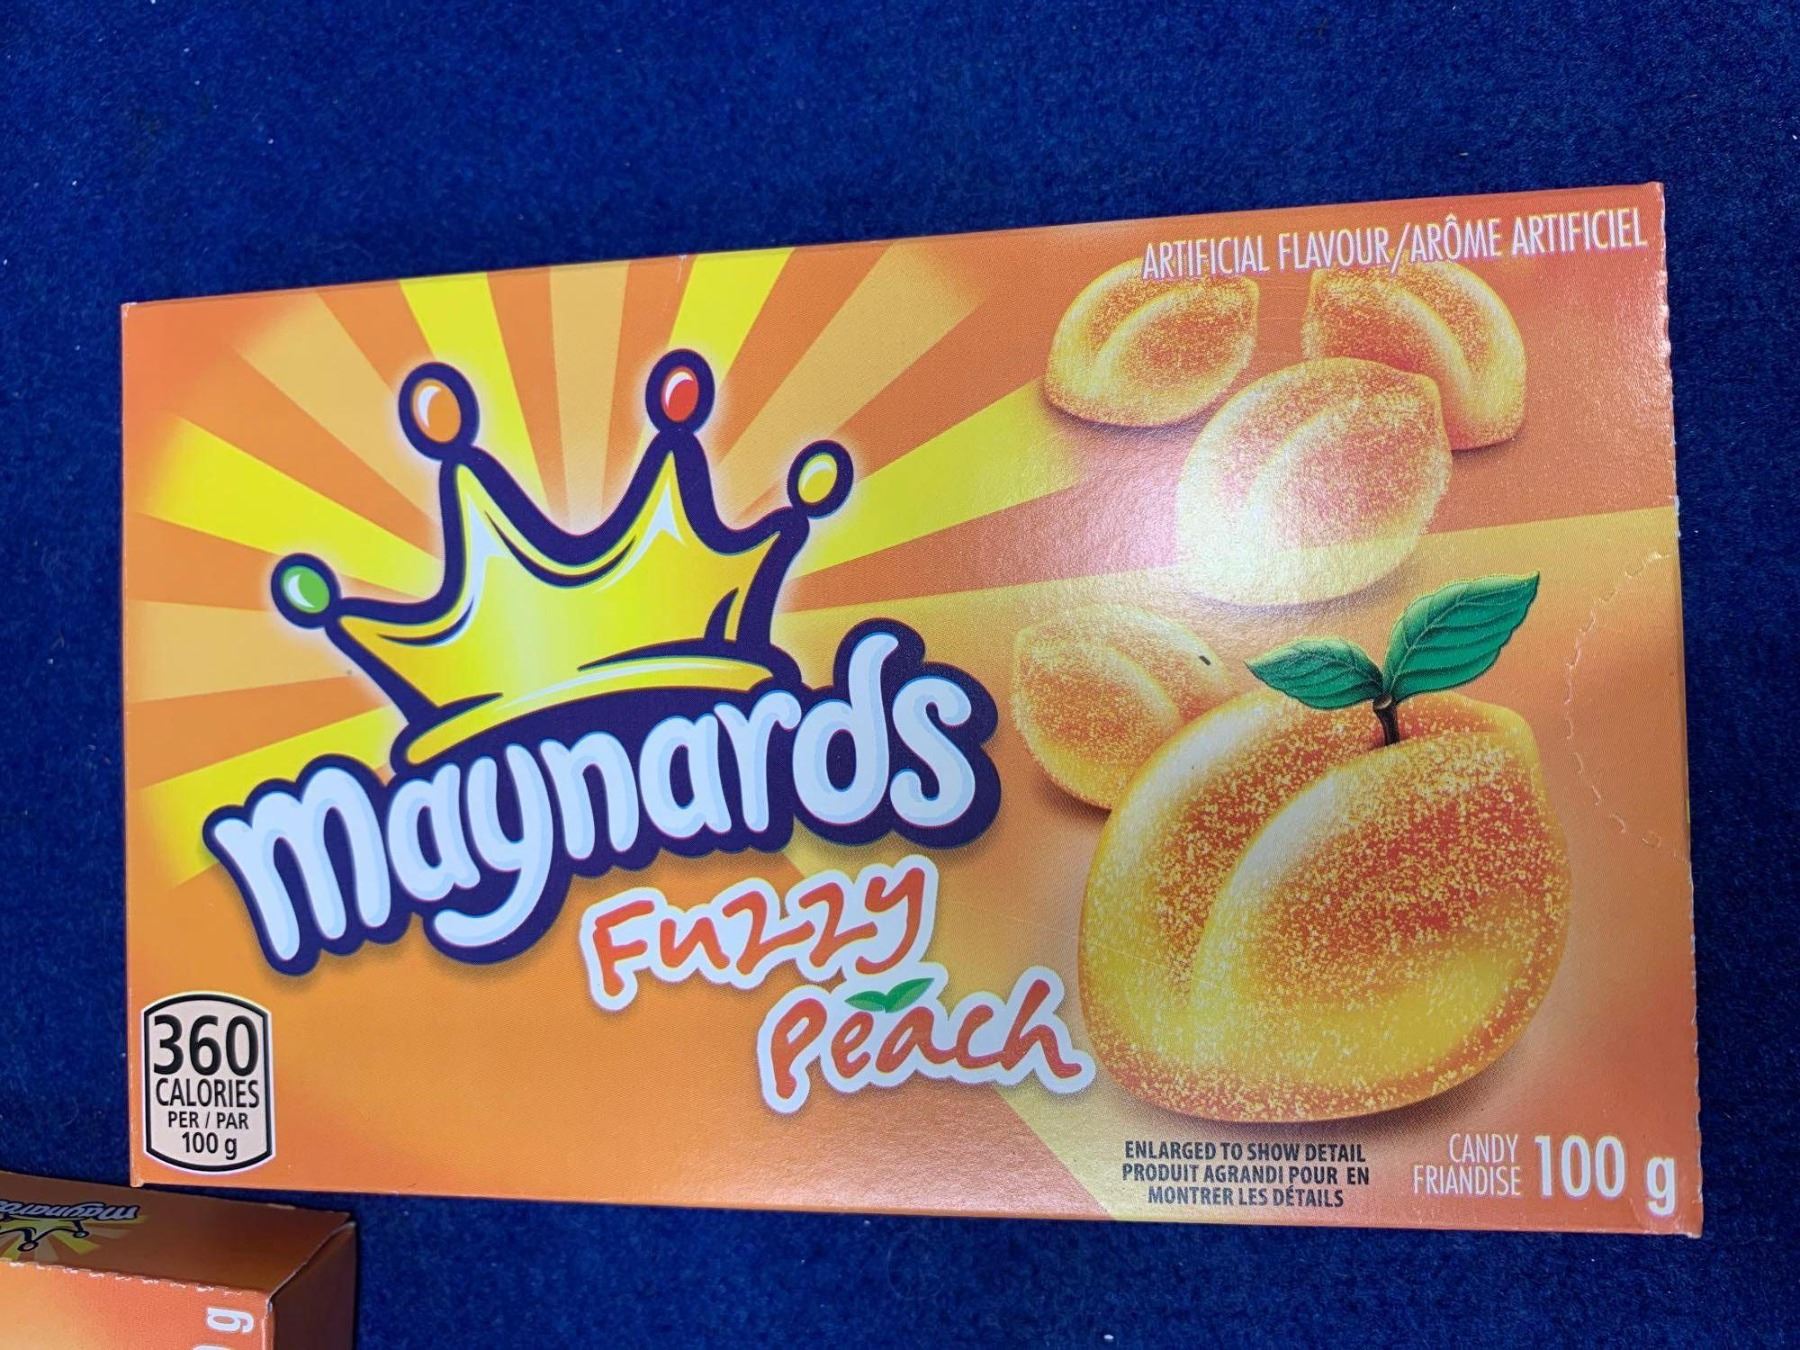 ARTIFICIAL FLAVOUR/ARÔME ARTIFICIEL
maynards
Fuzzy
Peach
360
CALORIES
PER / PAR
100 g
ENLARGED TO SHOW DETAIL
PRODUIT AGRANDI POUR EN
MONTRER LES DÉTAILS
CANDY
FRIANDISE
100 g
maynards
g